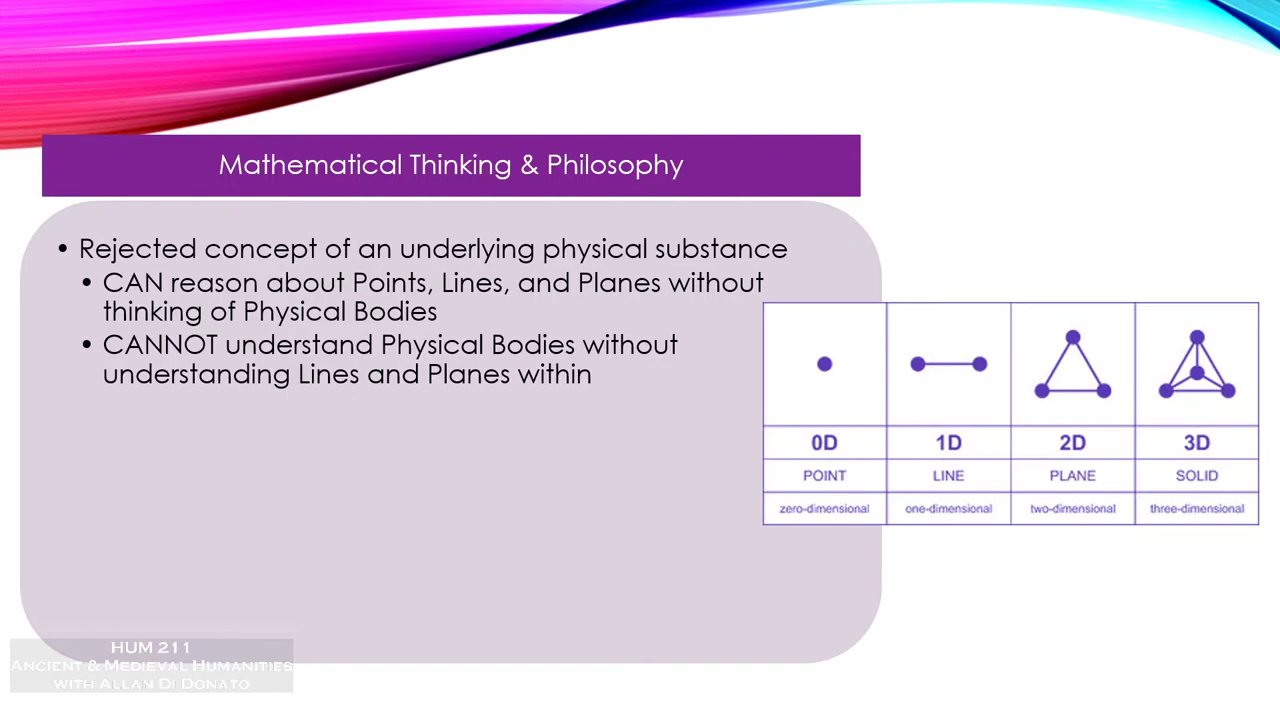 Mathematical Thinking & Philosophy
• Rejected concept of an underlying physical substance
• CAN reason about Points, Lines, and Planes without
thinking of Physical Bodies
• CANNOT understand Physical Bodies without
understanding Lines and Planes within
0D 1D 2D 3D
POINT LINE PLANE SOLID
zero-dimensional one-dimensional two-dimensional three-dimensional
HUM 211
Ancient & Medieval Humanities
with Allan Di Donato